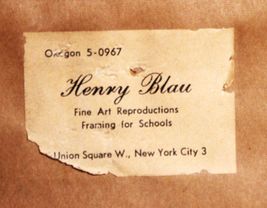 Oregon 5-0967
Henry Blau
Fine Art Reproductions
Framing for Schools
Union Square W., New York City 3